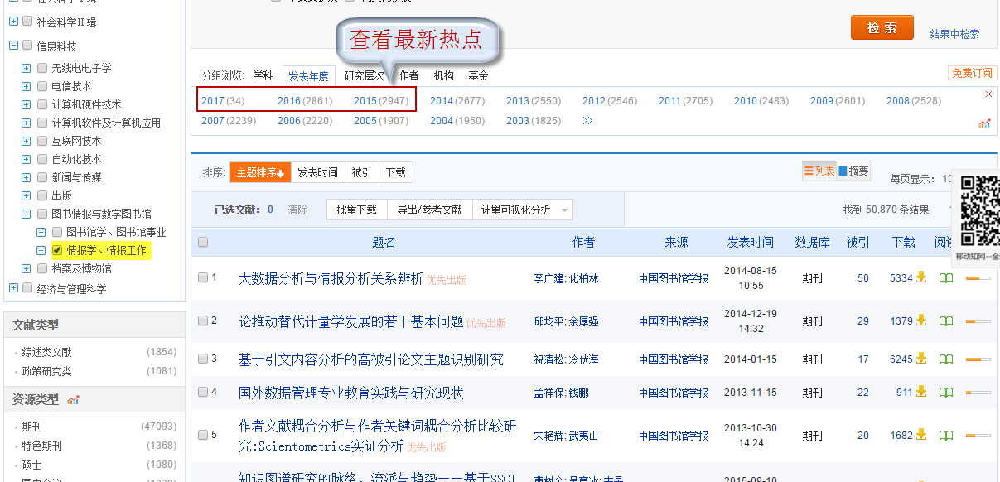 社会科学II 辑
信息科技
无线电电子学
电信技术
计算机硬件技术
计算机软件及计算机应用
互联网技术
自动化技术
新闻与传媒
出版
图书情报与数字图书馆
图书馆学、图书馆事业
情报学、情报工作
档案及博物馆
经济与管理科学
文献类型
综述类文献 (1854)
政策研究类 (1081)
资源类型
期刊 (47093)
特色期刊 (1368)
硕士 (1080)
查看最新热点
检 索 结果中检索
分组浏览: 学科 发表年度 研究层次 作者 机构 基金 免费订阅
2017 (34) 2016 (2861) 2015 (2947) 2014 (2677) 2013 (2550) 2012 (2546) 2011 (2705) 2010 (2483) 2009 (2601) 2008 (2528)
2007 (2239) 2006 (2220) 2005 (1907) 2004 (1950) 2003 (1825) >>
排序: 主题排序 发表时间 被引 下载 列表 摘要 每页显示: 10
已选文献: 0 清除 批量下载 导出/参考文献 计量可视化分析 找到 50,870 条结果
题名 作者 来源 发表时间 数据库 被引 下载
1 大数据分析与情报分析关系辨析 优先出版 李广建; 化柏林 中国图书馆学报 2014-08-15 10:55 期刊 50 5334
2 论推动替代计量学发展的若干基本问题 优先出版 邱均平; 余厚强 中国图书馆学报 2014-12-19 14:32 期刊 29 1379
3 基于引文内容分析的高被引论文主题识别研究 祝清松; 冷伏海 中国图书馆学报 2014-01-15 期刊 17 6245
4 国外数据管理专业教育实践与研究现状 孟祥保; 钱鹏 中国图书馆学报 2013-11-15 期刊 22 911
5 作者文献耦合分析与作者关键词耦合分析比较研究:Scientometrics实证分析 优先出版 宋艳辉; 武夷山 中国图书馆学报 2013-10-30 14:24 期刊 20 1682
知识图谱研究的脉络、流派与趋势——基于SSCI
2015-09-10
移动知网--全